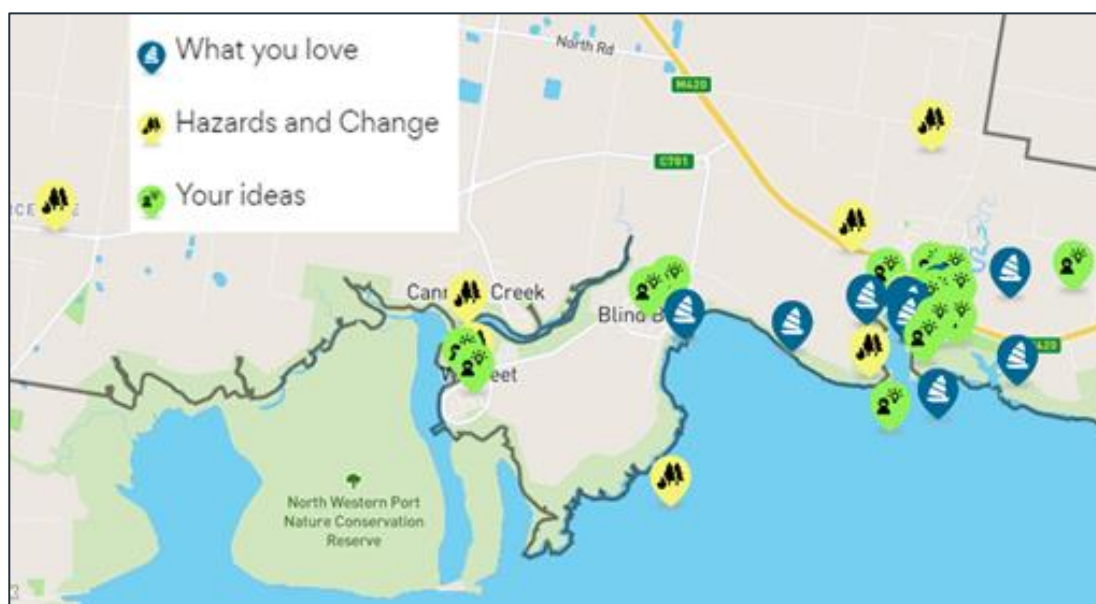 What you love
Hazards and Change
Your ideas
North Rd
M420
C781
Creek
Blind
North Western Port
Nature Conservation
Reserve